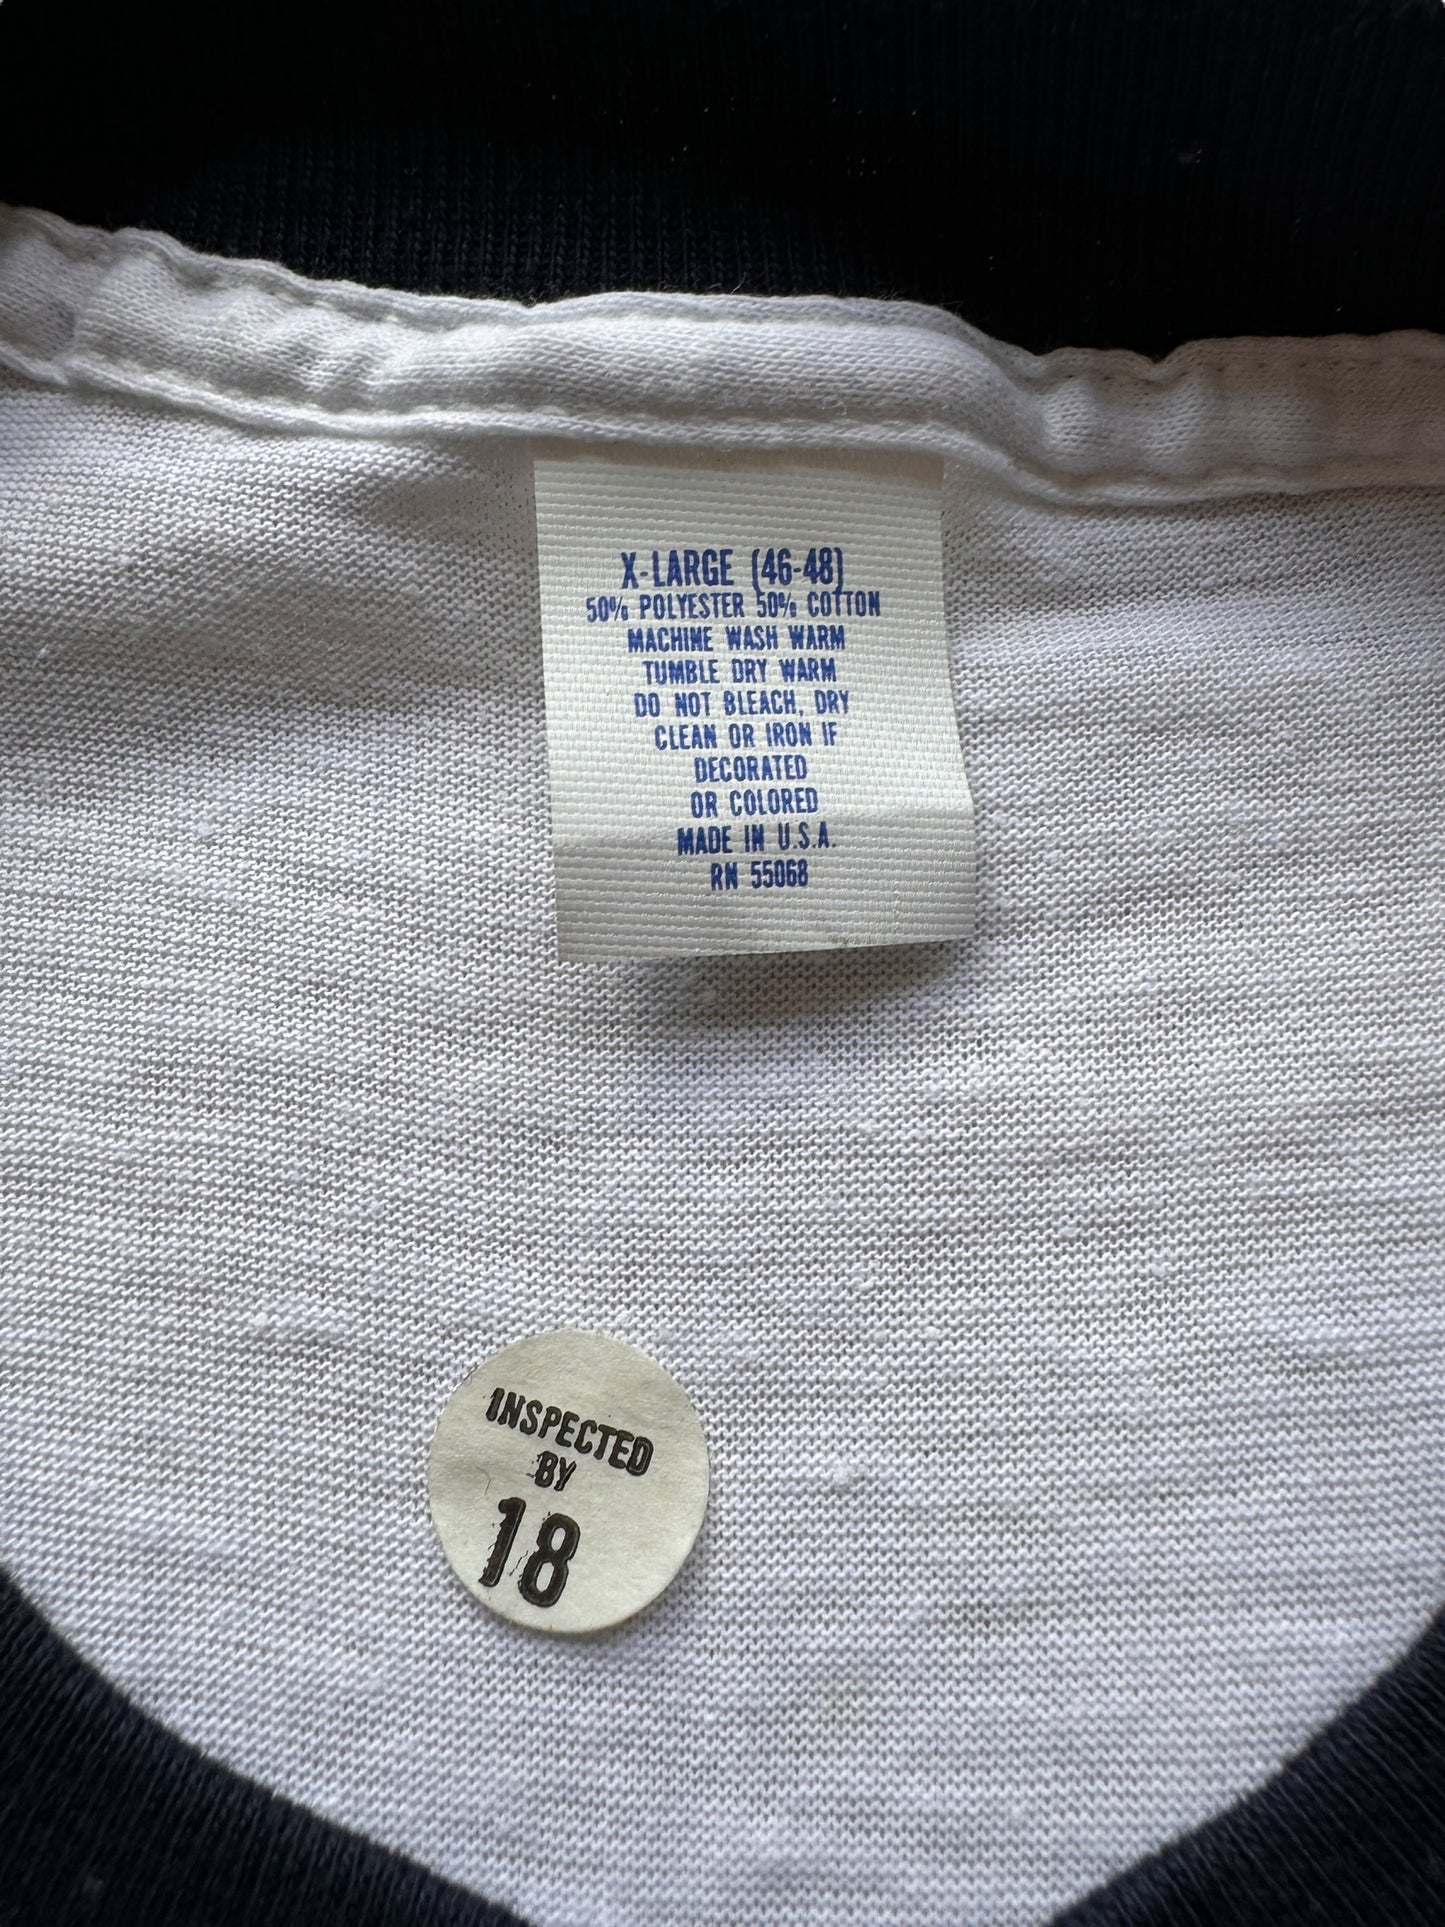 X-LARGE (46-48)
50% POLYESTER 50% COTTON
MACHINE WASH WARM
TUMBLE DRY WARM
DO NOT BLEACH, DRY
CLEAN OR IRON IF
DECORATED
OR COLORED
MADE IN U.S.A.
RN 55068
INSPECTED
BY
18